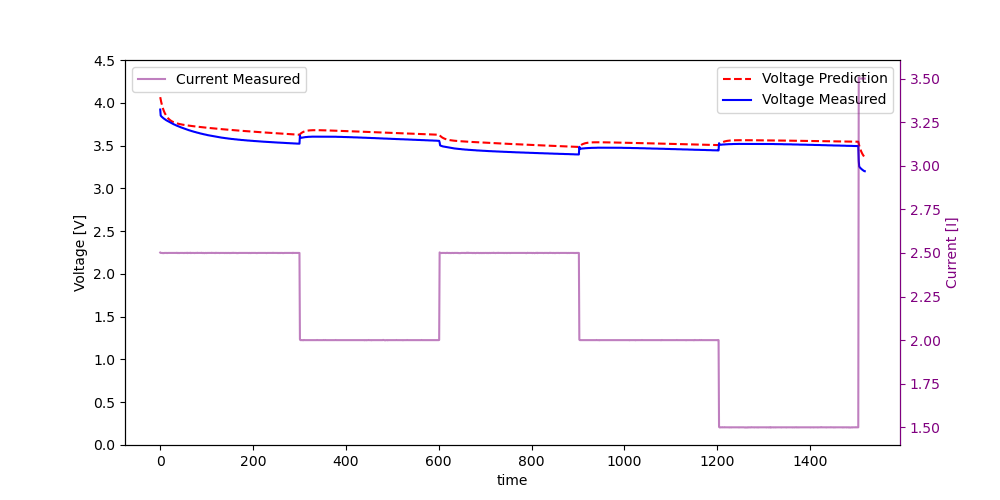 Current Measured
Voltage Prediction
Voltage Measured
Voltage [V]
4.5
4.0
3.5
3.0
2.5
2.0
1.5
1.0
0.5
0.0
3.50
3.25
3.00
2.75
2.50
2.25
2.00
1.75
1.50
Current [I]
0 200 400 600 800 1000 1200 1400
time